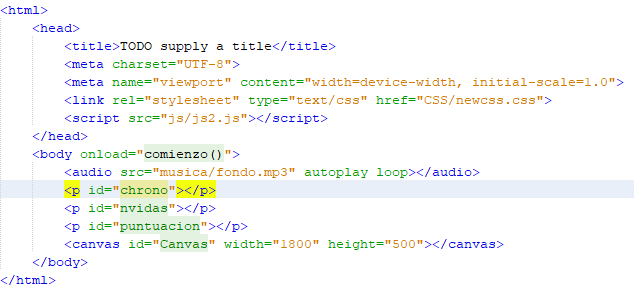 <html>
    <head>
        <title>TODO supply a title</title>
        <meta charset="UTF-8">
        <meta name="viewport" content="width=device-width, initial-scale=1.0">
        <link rel="stylesheet" type="text/css" href="CSS/newcss.css">
        <script src="js/js2.js"></script>
    </head>
    <body onload="comienzo()">
        <audio src="musica/fondo.mp3" autoplay loop></audio>
        <p id="chrono"></p>
        <p id="nvidas"></p>
        <p id="puntuacion"></p>
        <canvas id="Canvas" width="1800" height="500"></canvas>
    </body>
</html>